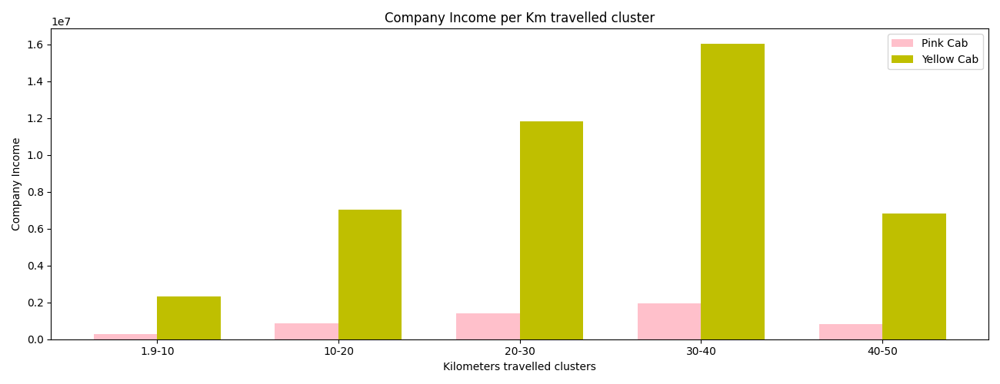 Company Income per Km travelled cluster
1e7
Pink Cab
Yellow Cab
1.6
1.4
1.2
1.0
0.8
0.6
0.4
0.2
0.0
Company Income
1.9-10 10-20 20-30 30-40 40-50
Kilometers travelled clusters